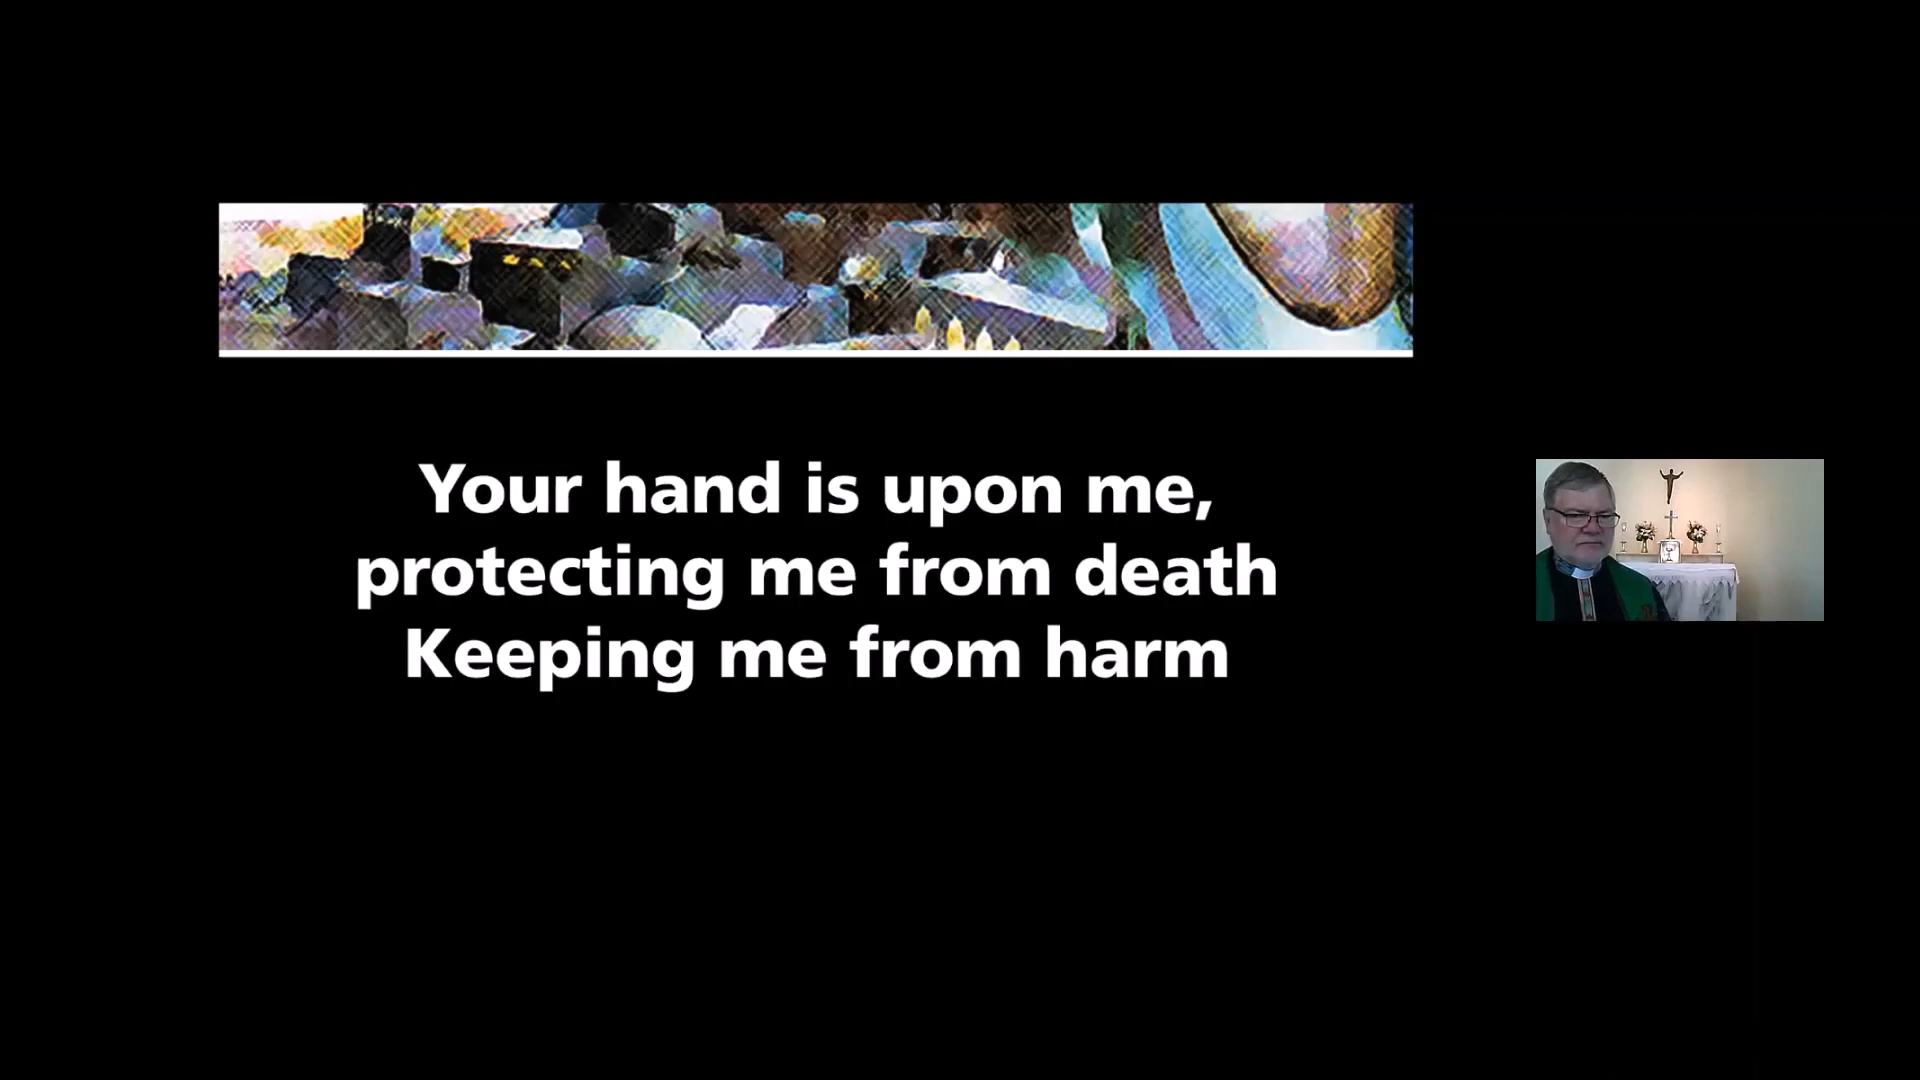 Your hand is upon me,
protecting me from death
Keeping me from harm